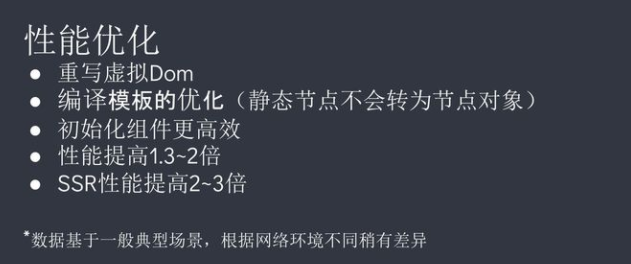 性能优化
● 重写虚拟Dom
● 编译模板的优化（静态节点不会转为节点对象）
● 初始化组件更高效
● 性能提高1.3~2倍
● SSR性能提高2~3倍
*数据基于一般典型场景，根据网络环境不同稍有差异